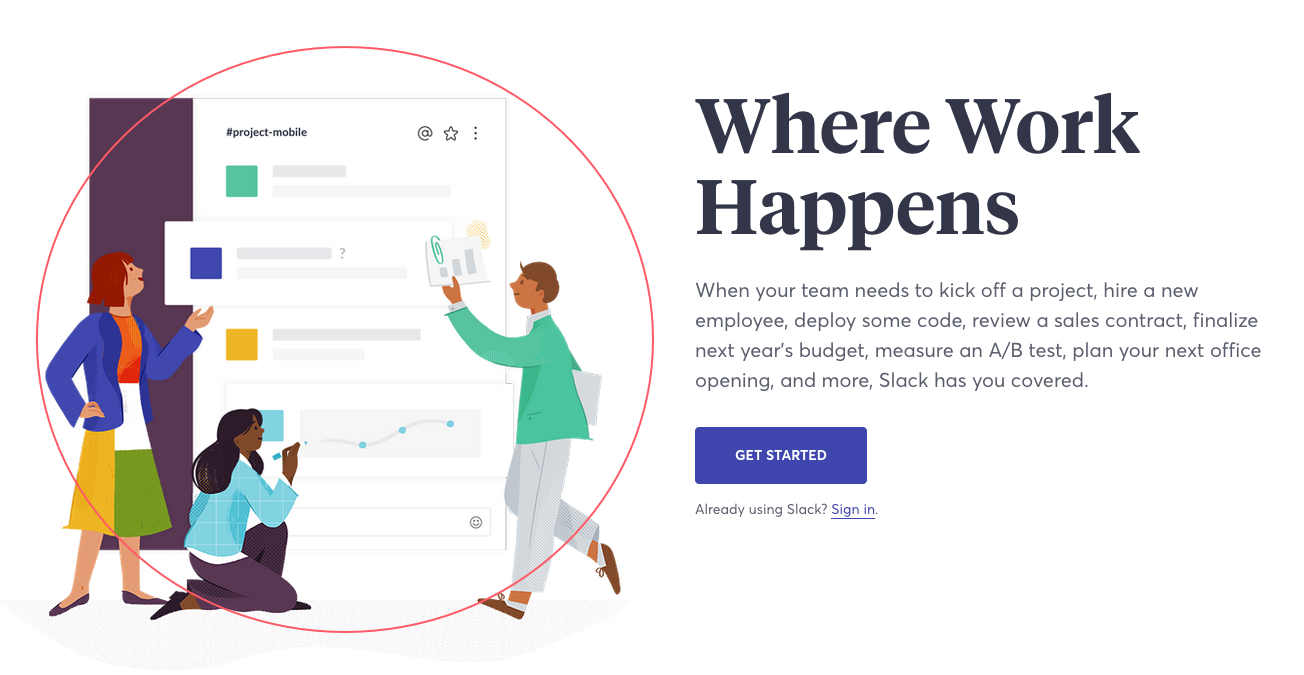 #project-mobile
?
Where Work
Happens
When your team needs to kick off a project, hire a new
employee, deploy some code, review a sales contract, finalize
next year's budget, measure an A/B test, plan your next office
opening, and more, Slack has you covered.
GET STARTED
Already using Slack? Sign in.